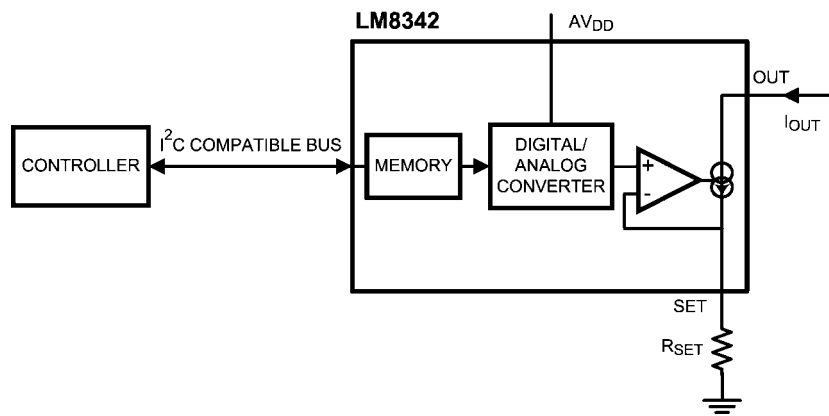 LM8342
AVDD
OUT
IOUT
I²C COMPATIBLE BUS
CONTROLLER
MEMORY
DIGITAL/
ANALOG
CONVERTER
+
-
SET
RSET